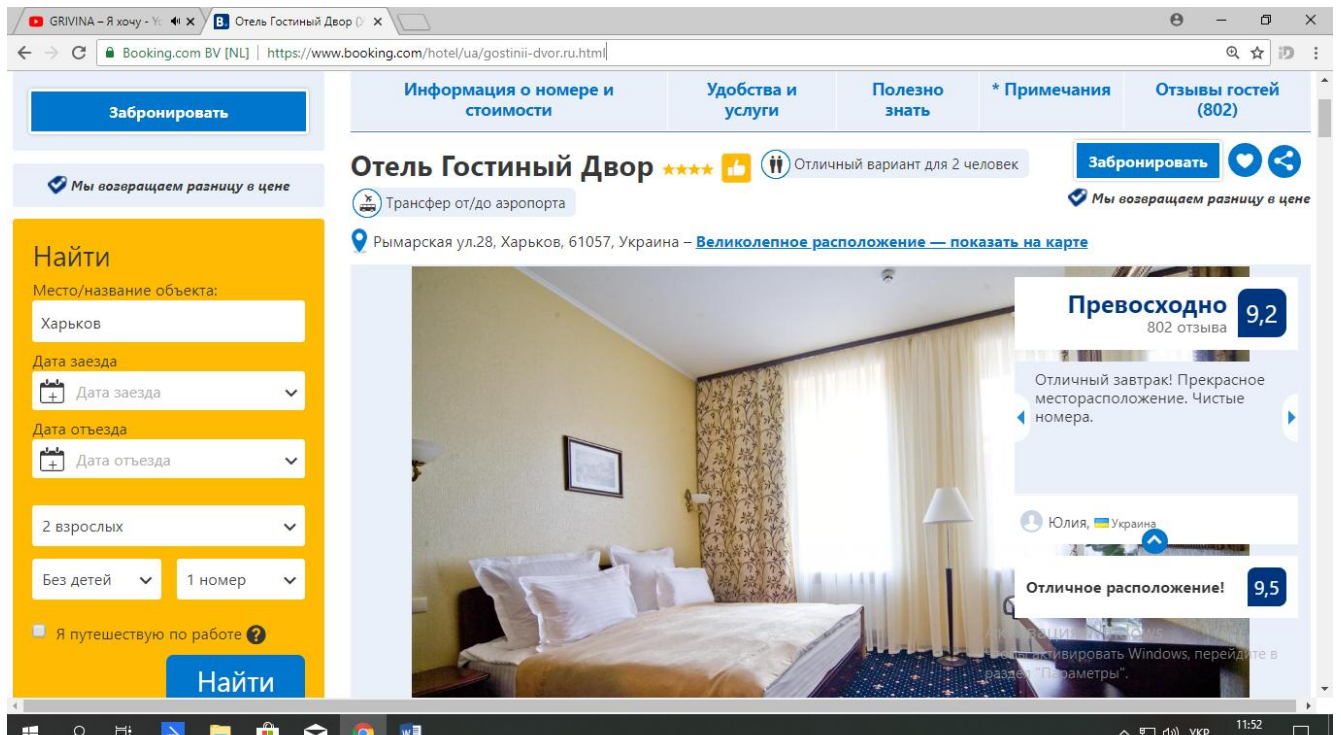 GRIVINA – Я хочу - Yo
Отель Гостиный Двор (
Booking.com BV [NL] | https://www.booking.com/hotel/ua/gostinii-dvor.ru.html
Забронировать
Мы возвращаем разницу в цене
Найти
Место/название объекта:
Харьков
Дата заезда
Дата заезда
Дата отъезда
Дата отъезда
2 взрослых
Без детей
1 номер
Я путешествую по работе
Найти
Информация о номере и
стоимости
Удобства и
услуги
Полезно
знать
* Примечания
Отзывы гостей
(802)
Отель Гостиный Двор
Отличный вариант для 2 человек
Забронировать
Трансфер от/до аэропорта
Мы возвращаем разницу в цене
Рымарская ул.28, Харьков, 61057, Украина – Великолепное расположение — показать на карте
Превосходно 9,2
802 отзыва
Отличный завтрак! Прекрасное
месторасположение. Чистые
номера.
Юлия, Украина
Отличное расположение! 9,5
активировать Windows, перейдите в
раздел "Параметры".
УКР
11:52